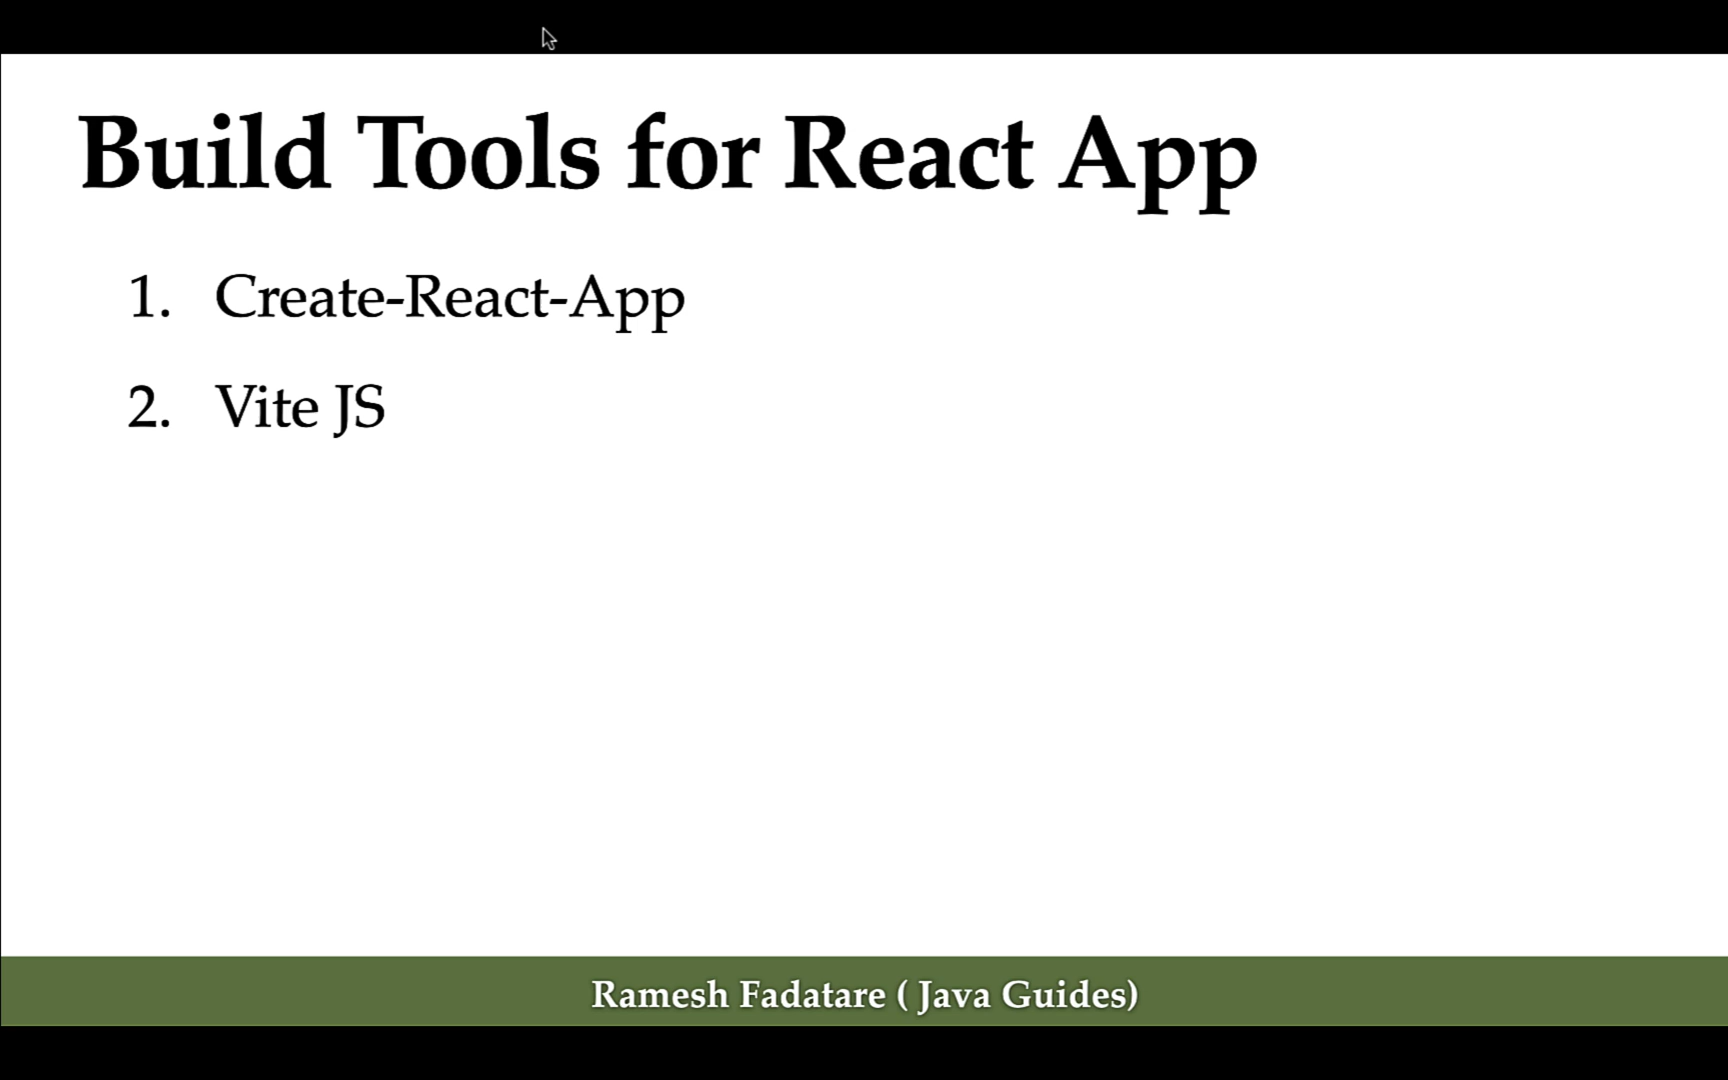 Build Tools for React App
1. Create-React-App
2. Vite JS
Ramesh Fadatare ( Java Guides)